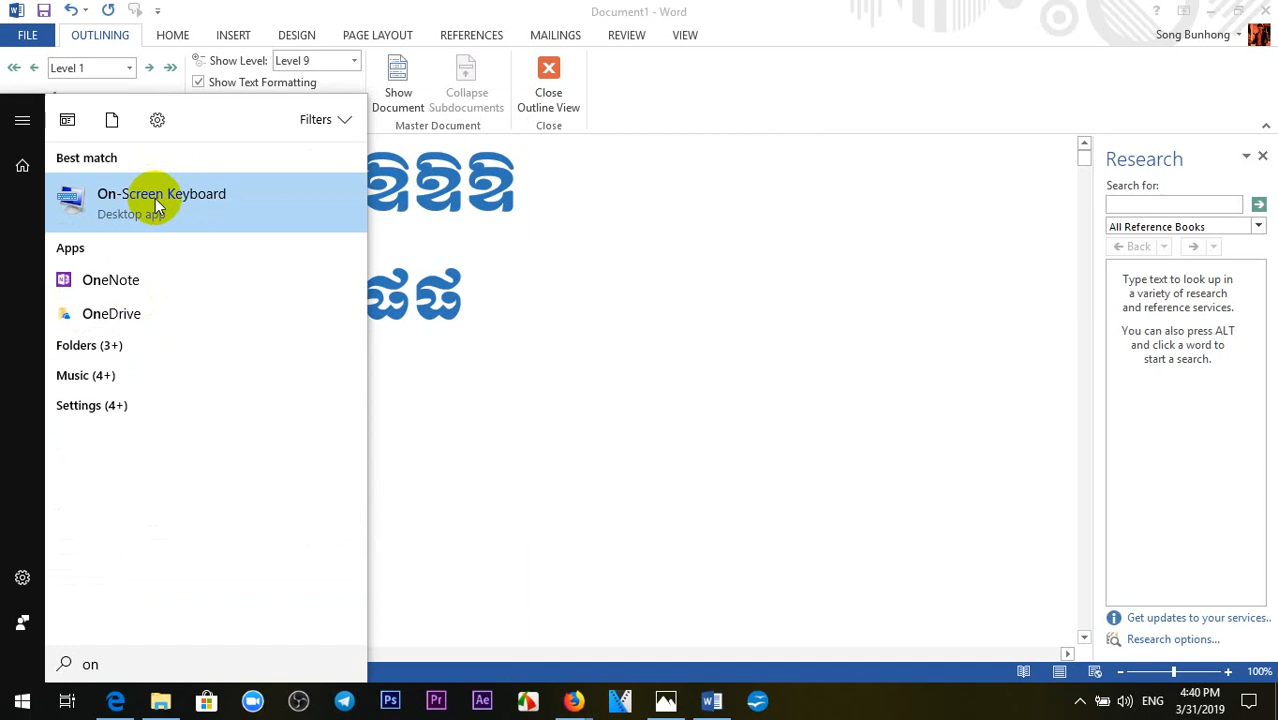 Document1 - Word
FILE OUTLINING HOME INSERT DESIGN PAGE LAYOUT REFERENCES MAILINGS REVIEW VIEW Song Bunhong
Level 1 Show Level: Level 9
Show Text Formatting
Show Document
Collapse Subdocuments
Close Outline View
Master Document Close
Filters
Best match
On-Screen Keyboard
Desktop app
Apps
OneNote
OneDrive
Folders (3+)
Music (4+)
Settings (4+)
on
Research
Search for:
All Reference Books
Back
Type text to look up in
a variety of research
and reference services.
You can also press ALT
and click a word to
start a search.
Get updates to your services..
Research options...
100%
Ps Pr Ae
ENG
4:40 PM
3/31/2019